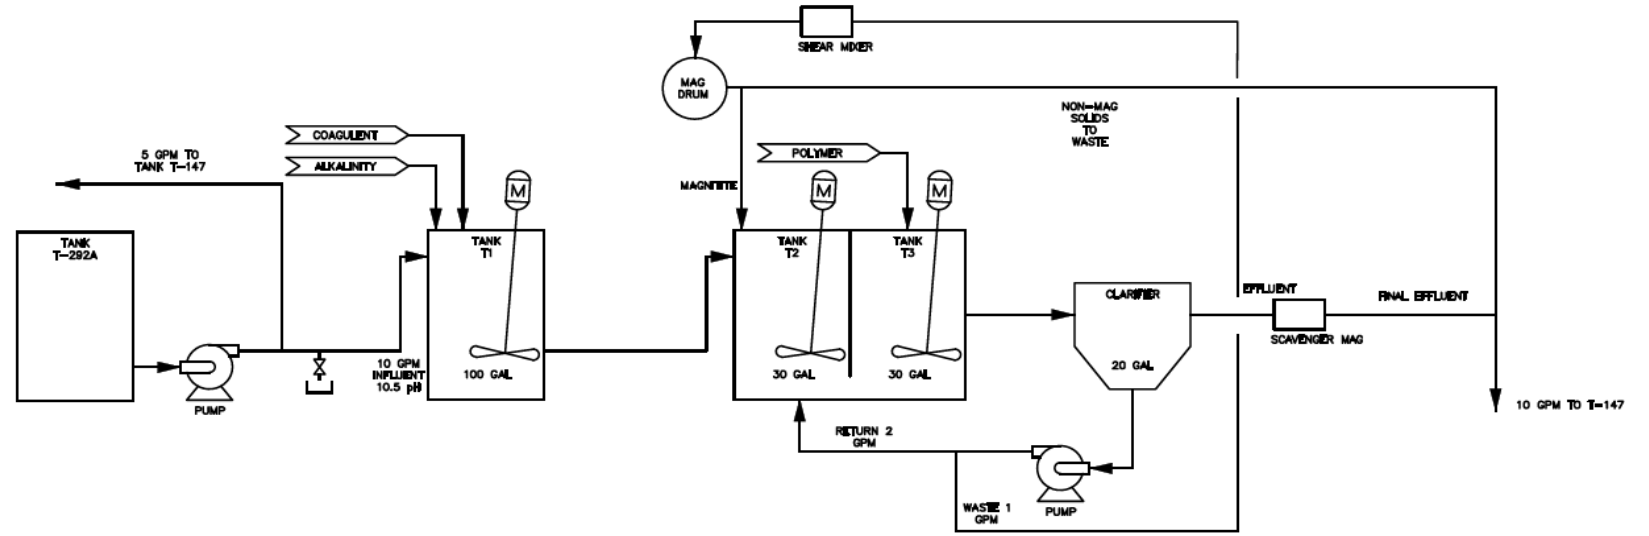 SHEAR MIXER
MAG
DRUM
NON-MAG
SOLIDS
TO
WASTE
COAGULENT
ALKALINITY
5 GPM TO
TANK T-147
POLYMER
MAGNITITE
M
M
M
TANK
T-292A
TANK
T1
TANK
T2
TANK
T3
CLARIFIER
EFFLUENT
FINAL EFFLUENT
SCAVENGER MAG
10 GPM
INFLUENT
10.5 pH
100 GAL
30 GAL
30 GAL
20 GAL
PUMP
10 GPM TO T-147
RETURN 2
GPM
WASTE 1
GPM
PUMP